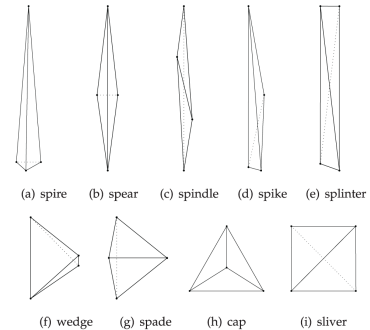 (a) spire (b) spear (c) spindle (d) spike (e) splinter
(f) wedge (g) spade (h) cap (i) sliver